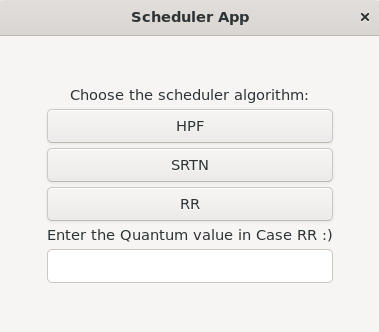 Scheduler App
Choose the scheduler algorithm:
HPF
SRTN
RR
Enter the Quantum value in Case RR :)